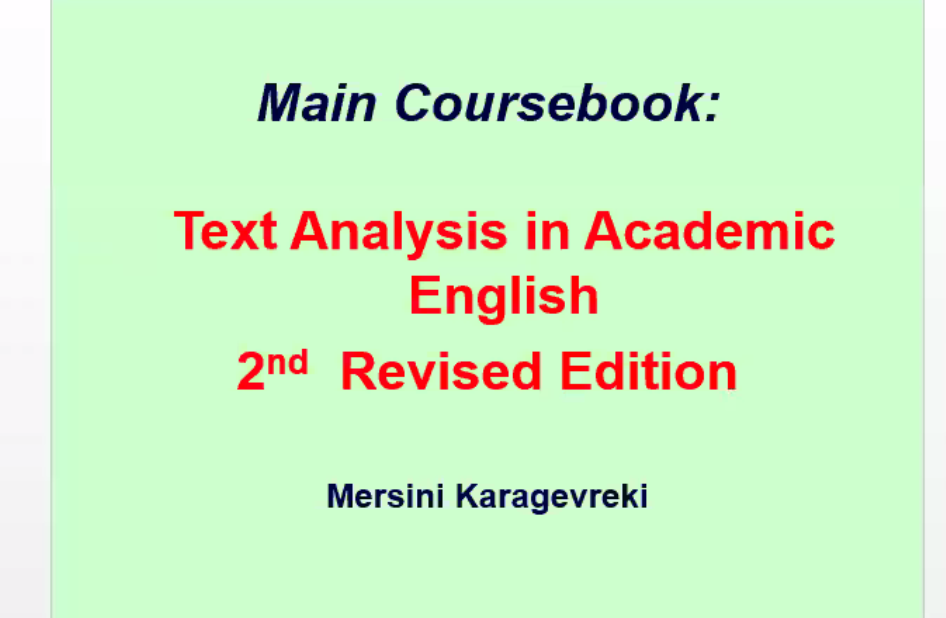 Main Coursebook:
Text Analysis in Academic
English
2nd Revised Edition
Mersini Karagevreki